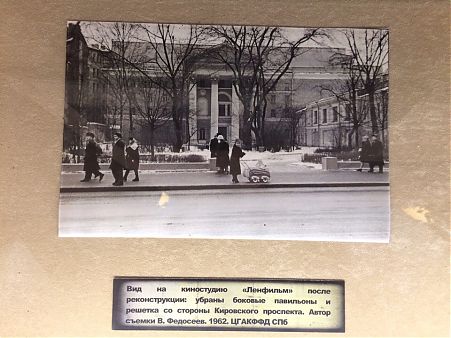 Вид на киностудию «Ленфильм» после
реконструкции: убраны боковые павильоны и
решетка со стороны Кировского проспекта. Автор
съемки В. Федосеев. 1962. ЦГАКФФД СПб